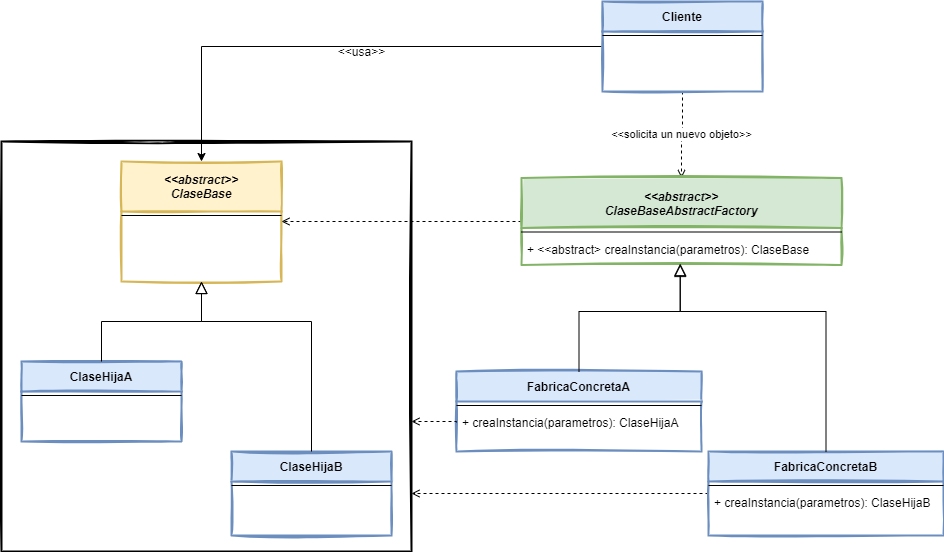 Cliente
<<usa>>
<<solicita un nuevo objeto>>
<<abstract>>
ClaseBase
<<abstract>>
ClaseBaseAbstractFactory
+ <<abstract> creaInstancia(parametros): ClaseBase
ClaseHijaA
FabricaConcretaA
+ creaInstancia(parametros): ClaseHijaA
ClaseHijaB
FabricaConcretaB
+ creaInstancia(parametros): ClaseHijaB